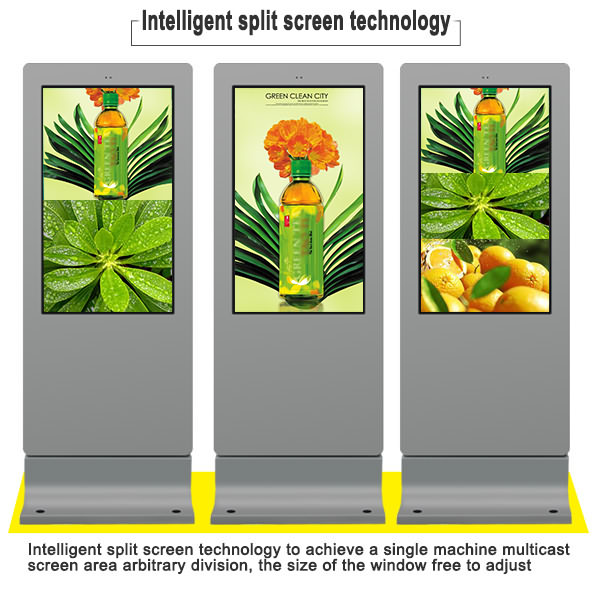 Intelligent split screen technology
GREEN CLEAN CITY
Intelligent split screen technology to achieve a single machine multicast
screen area arbitrary division, the size of the window free to adjust